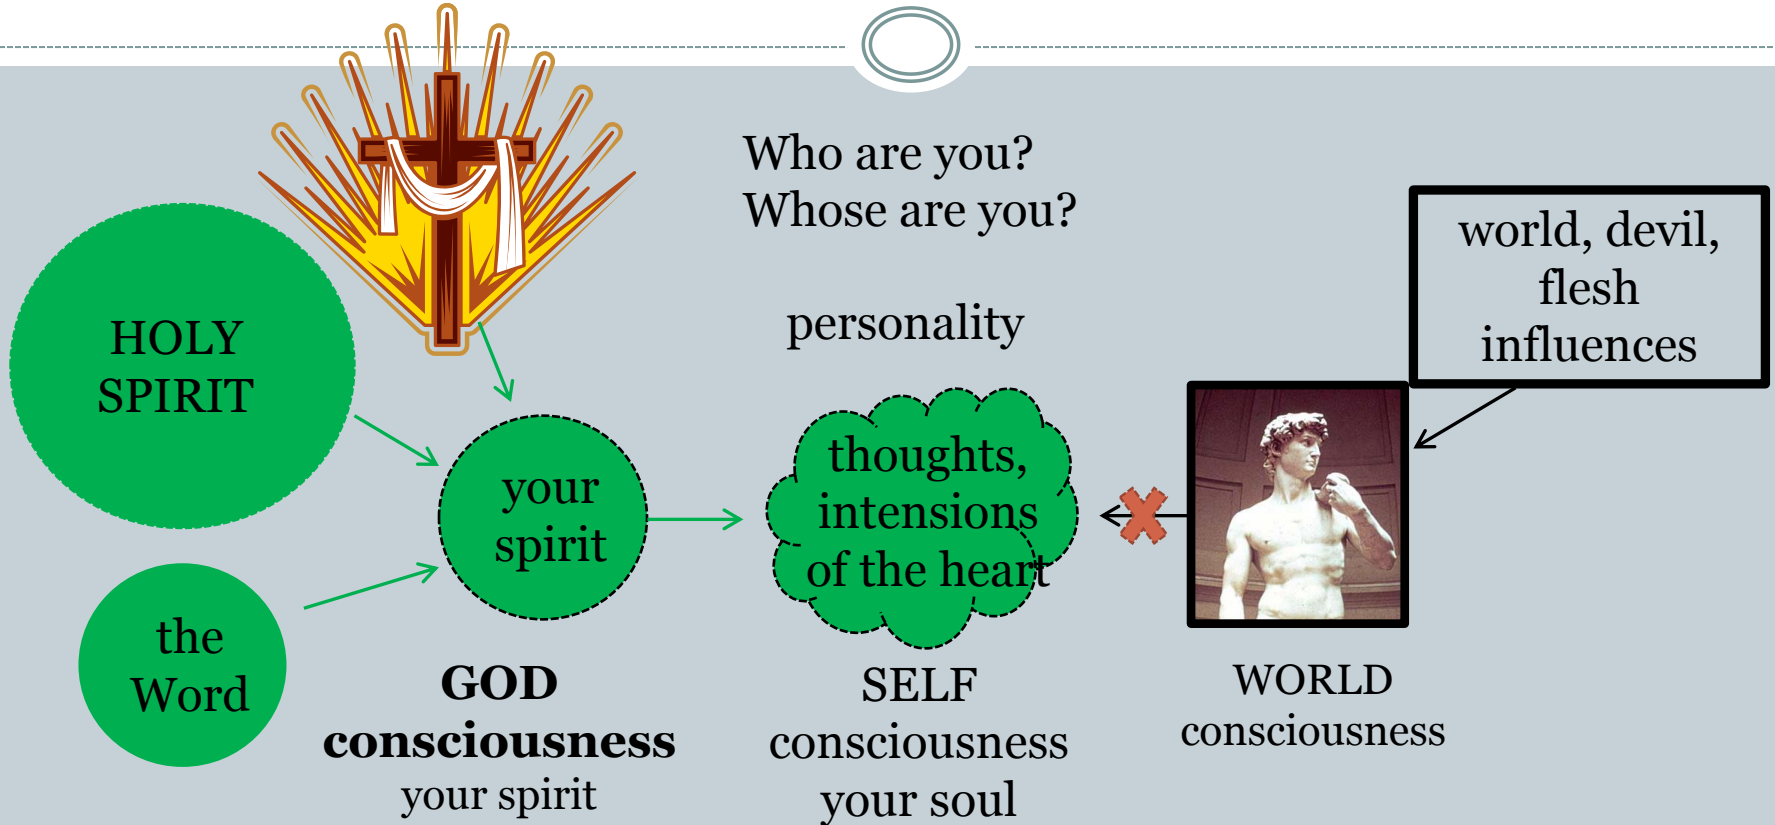 Who are you?
Whose are you?
personality
world, devil,
flesh
influences
HOLY
SPIRIT
your
spirit
thoughts,
intensions
of the heart
the
Word
GOD
consciousness
your spirit
SELF
consciousness
your soul
WORLD
consciousness